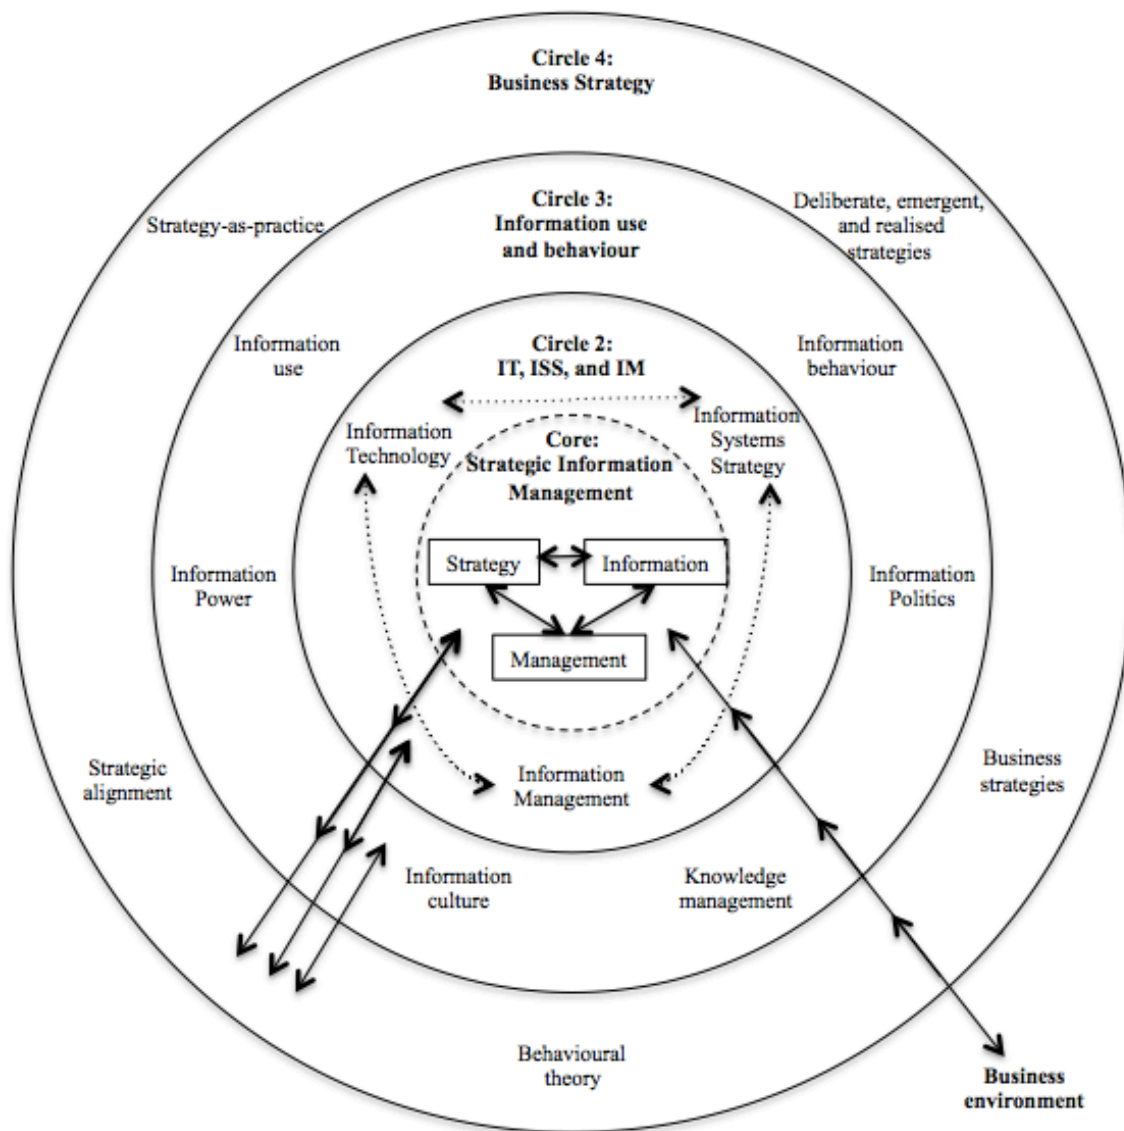 Circle 4:
Business Strategy
Strategy-as-practice
Deliberate, emergent,
and realised
strategies
Circle 3:
Information use
and behaviour
Information
use
Information
behaviour
Circle 2:
IT, ISS, and IM
Information
Technology
Information
Systems
Strategy
Core:
Strategic Information
Management
Strategy
Information
Management
Information
Power
Information
Politics
Strategic
alignment
Information
Management
Business
strategies
Information
culture
Knowledge
management
Behavioural
theory
Business
environment